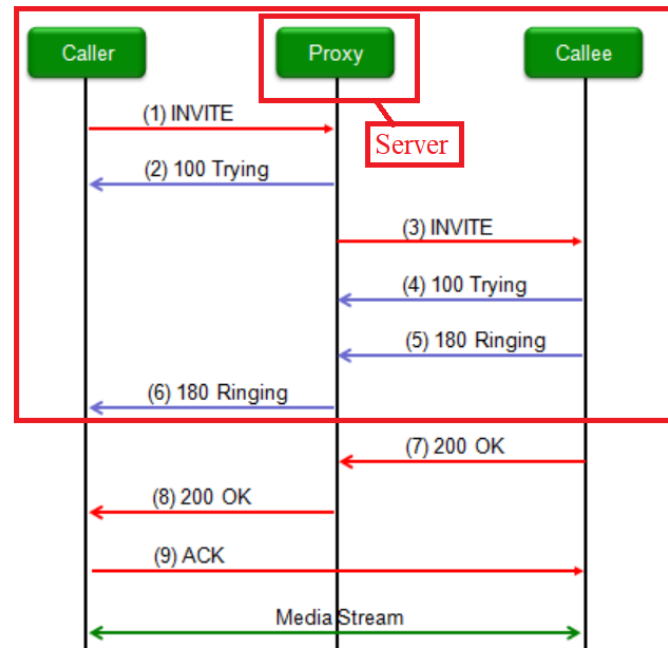 Caller Proxy Callee
(1) INVITE
Server
(2) 100 Trying
(3) INVITE
(4) 100 Trying
(5) 180 Ringing
(6) 180 Ringing
(7) 200 OK
(8) 200 OK
(9) ACK
Media Stream